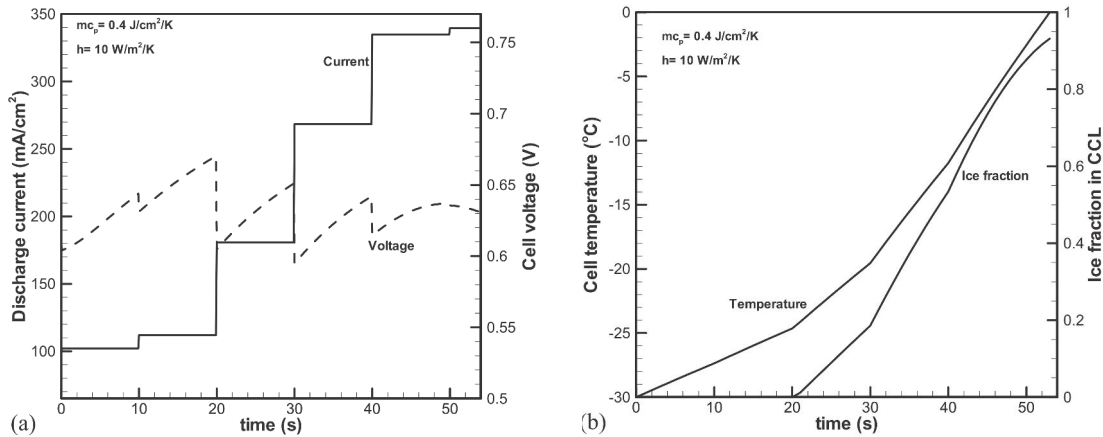 mcp= 0.4 J/cm²/K
h= 10 W/m²/K
Current
Voltage
Discharge current (mA/cm²)
350
300
250
200
150
100
Cell voltage (V)
0.75
0.7
0.65
0.6
0.55
0.5
0
10
20
30
40
50
time (s)
(a)
mcp= 0.4 J/cm²/K
h= 10 W/m²/K
Temperature
Ice fraction
Cell temperature (°C)
0
-5
-10
-15
-20
-25
-30
Ice fraction in CCL
1
0.8
0.6
0.4
0.2
0
0
10
20
30
40
50
time (s)
(b)